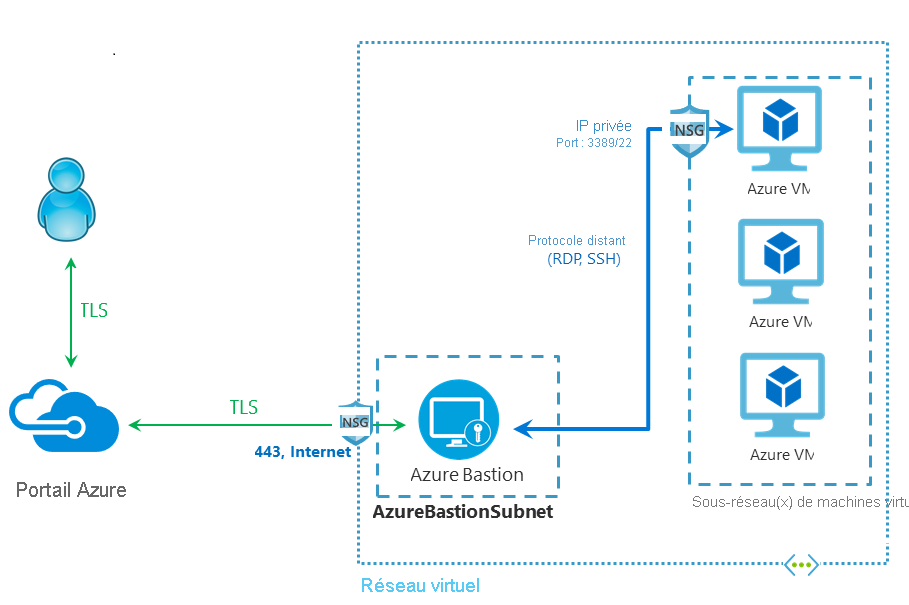 IP privée
Port : 3389/22
NSG
Azure VM
Protocole distant
(RDP, SSH)
Azure VM
TLS
Azure VM
TLS
NSG
443, Internet
Azure Bastion
Portail Azure
AzureBastionSubnet
Sous-réseau(x) de machines virtu
Réseau virtuel